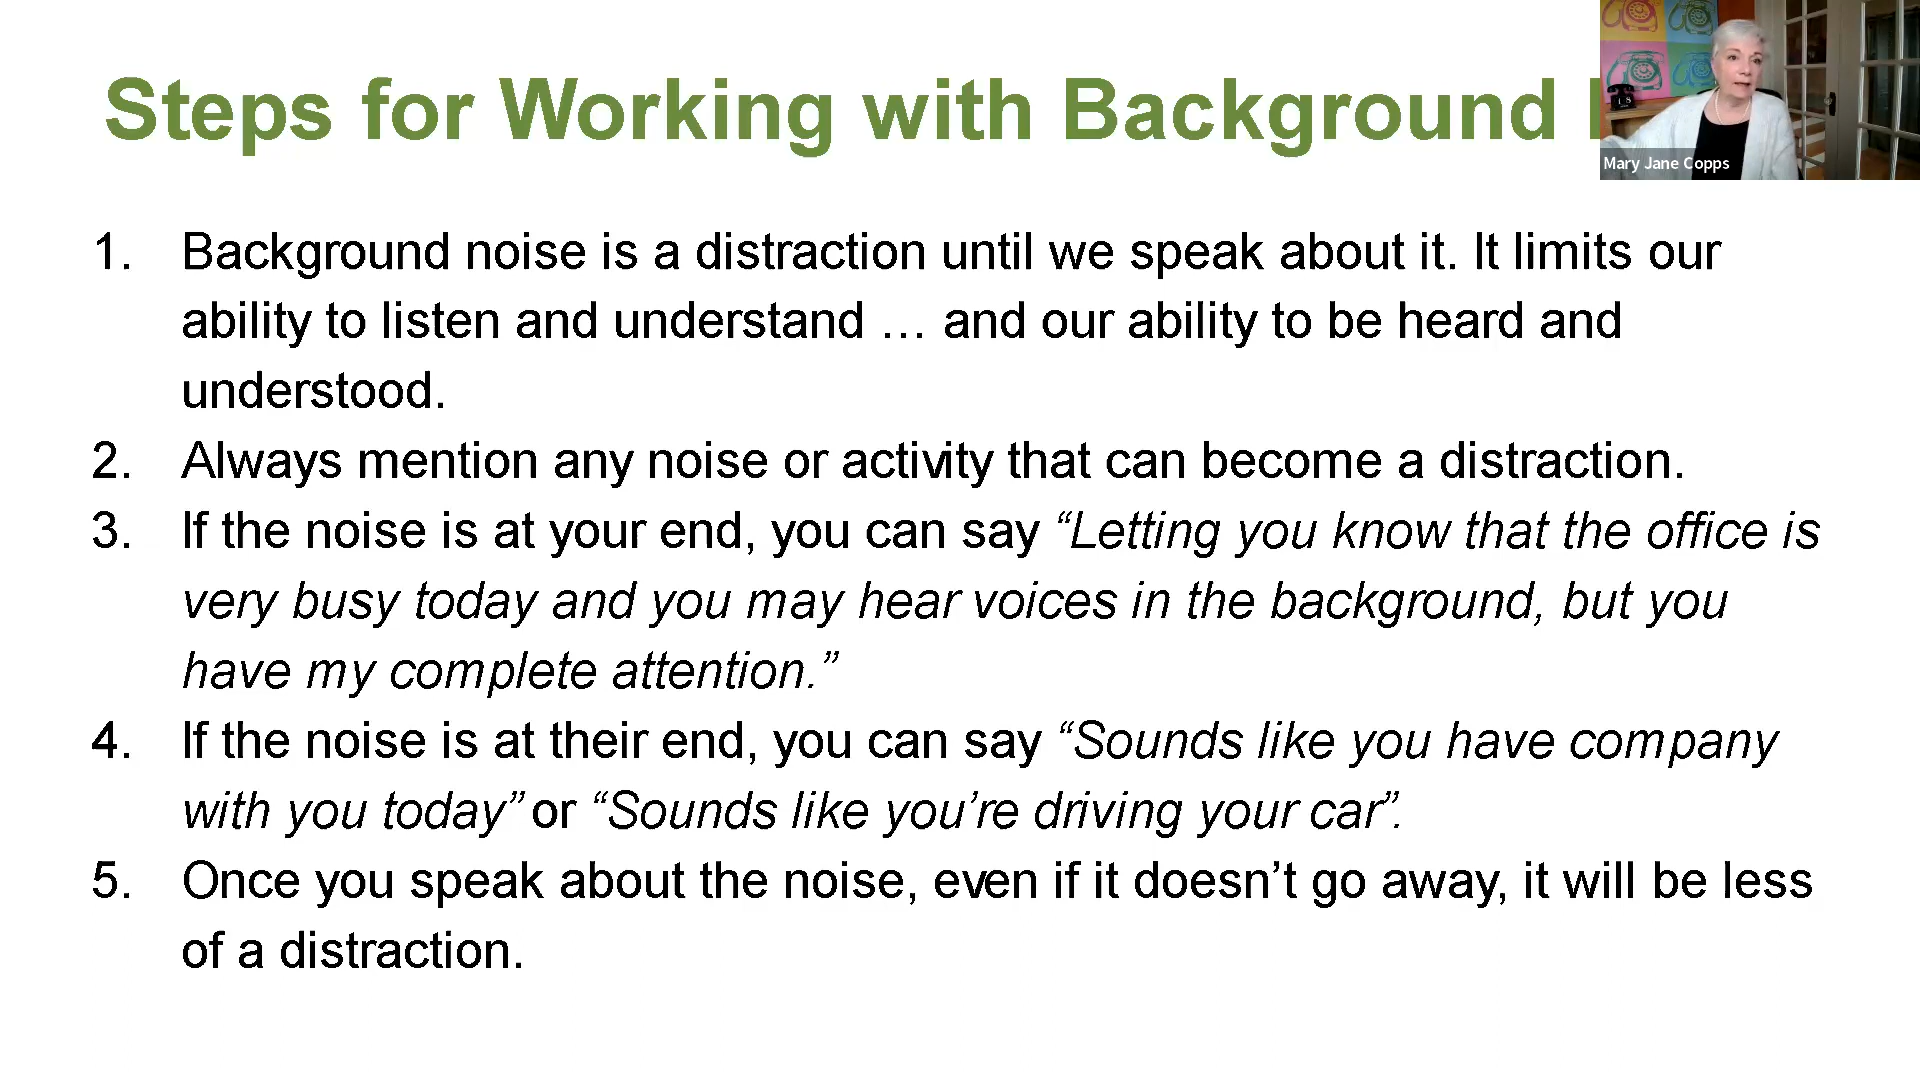 Steps for Working with Background
Mary Jane Copps
1. Background noise is a distraction until we speak about it. It limits our
ability to listen and understand … and our ability to be heard and
understood.
2. Always mention any noise or activity that can become a distraction.
3. If the noise is at your end, you can say “Letting you know that the office is
very busy today and you may hear voices in the background, but you
have my complete attention.”
4. If the noise is at their end, you can say “Sounds like you have company
with you today” or “Sounds like you’re driving your car”.
5. Once you speak about the noise, even if it doesn’t go away, it will be less
of a distraction.